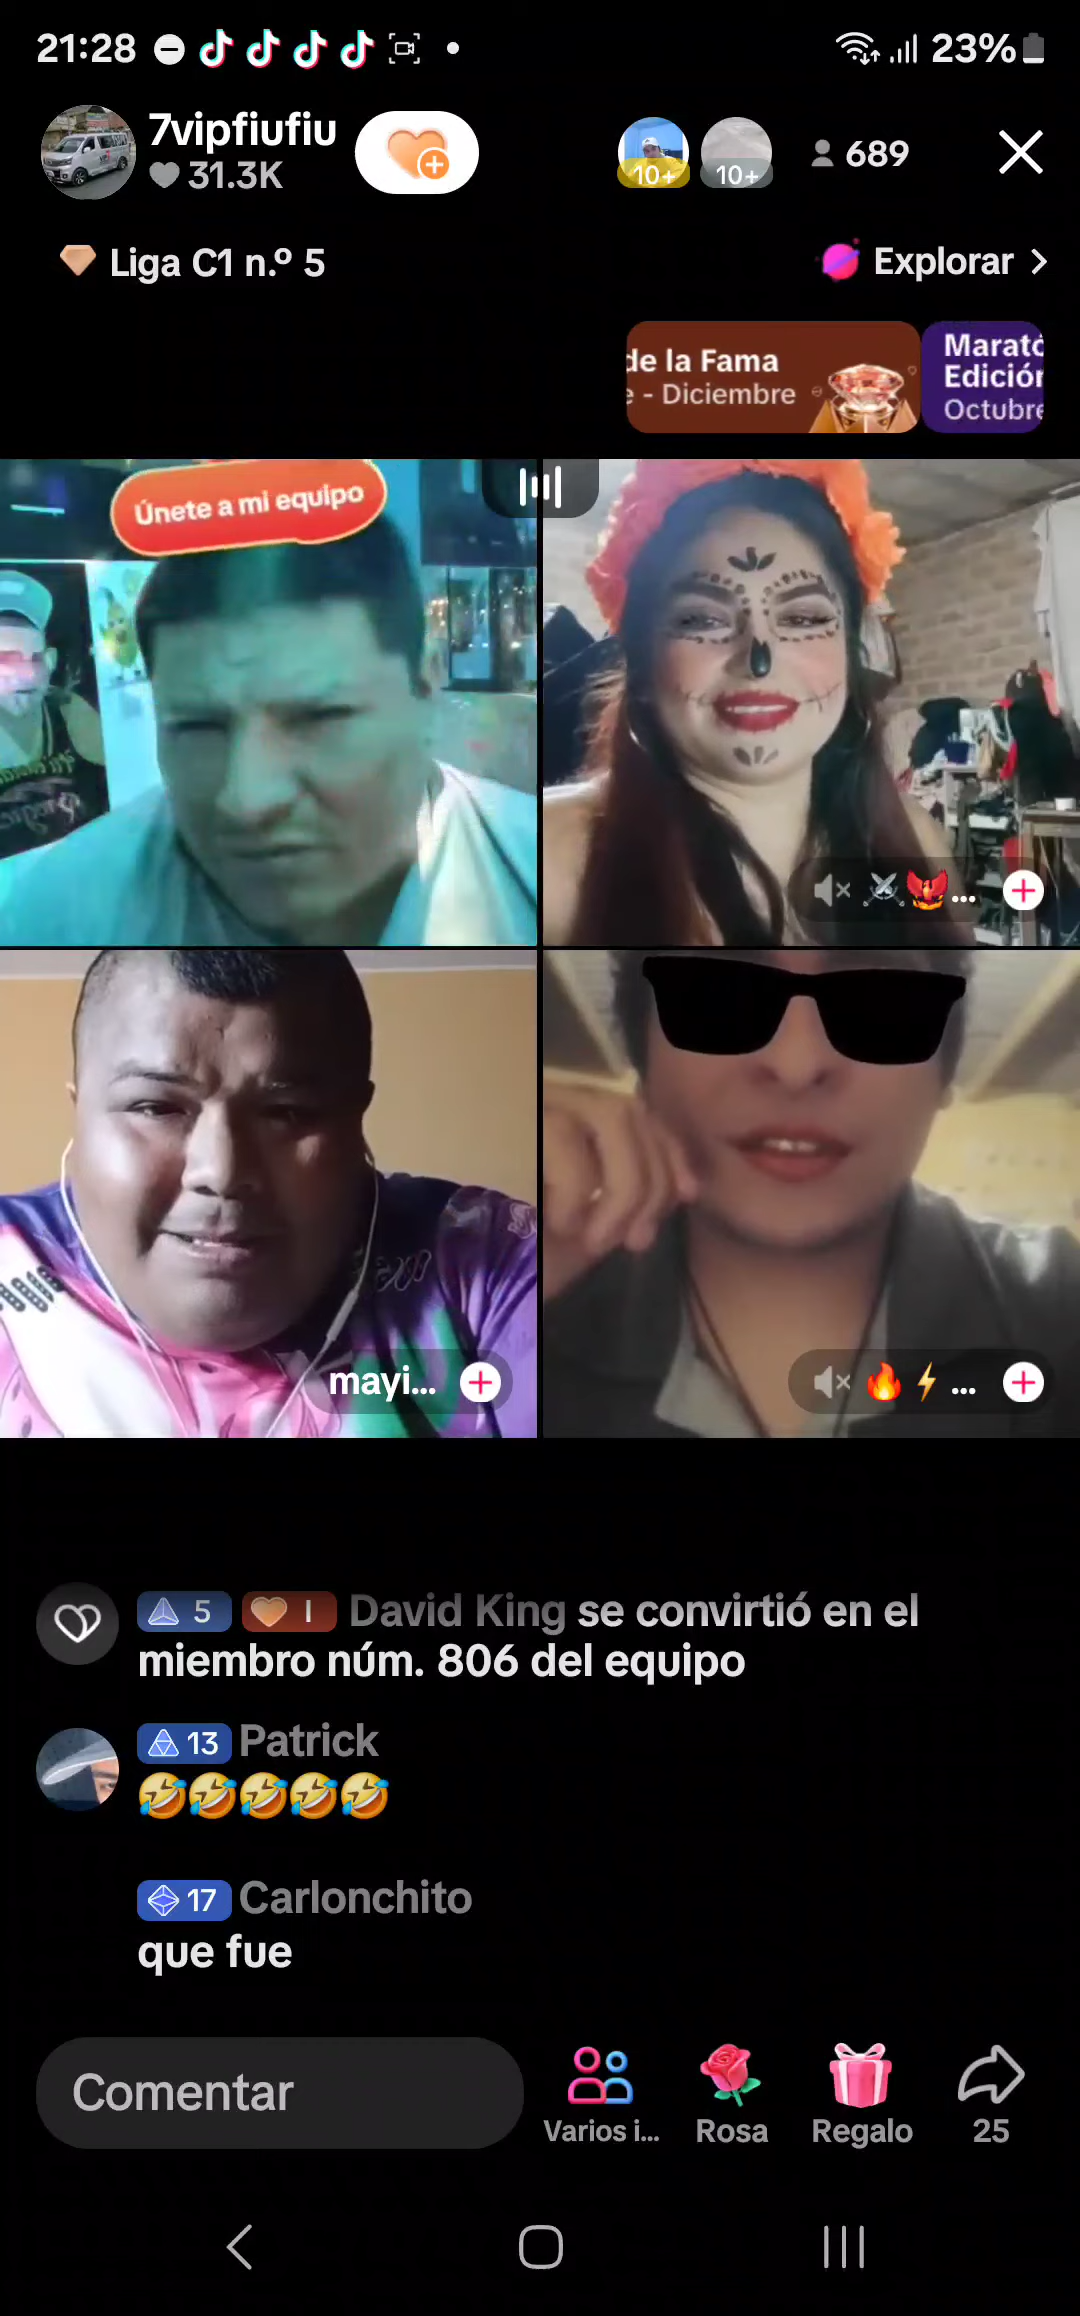 21:28
23%
7vipfiufiu
31.3K
10+
10+
689
Liga C1 n.º 5
Explorar
de la Fama
- Diciembre
Marató
Edición
Octubre
Únete a mi equipo
...
mayi...
...
5 I David King se convirtió en el
miembro núm. 806 del equipo
13 Patrick
🤣🤣🤣🤣🤣
17 Carlonchito
que fue
Comentar
Varios i...
Rosa
Regalo
25